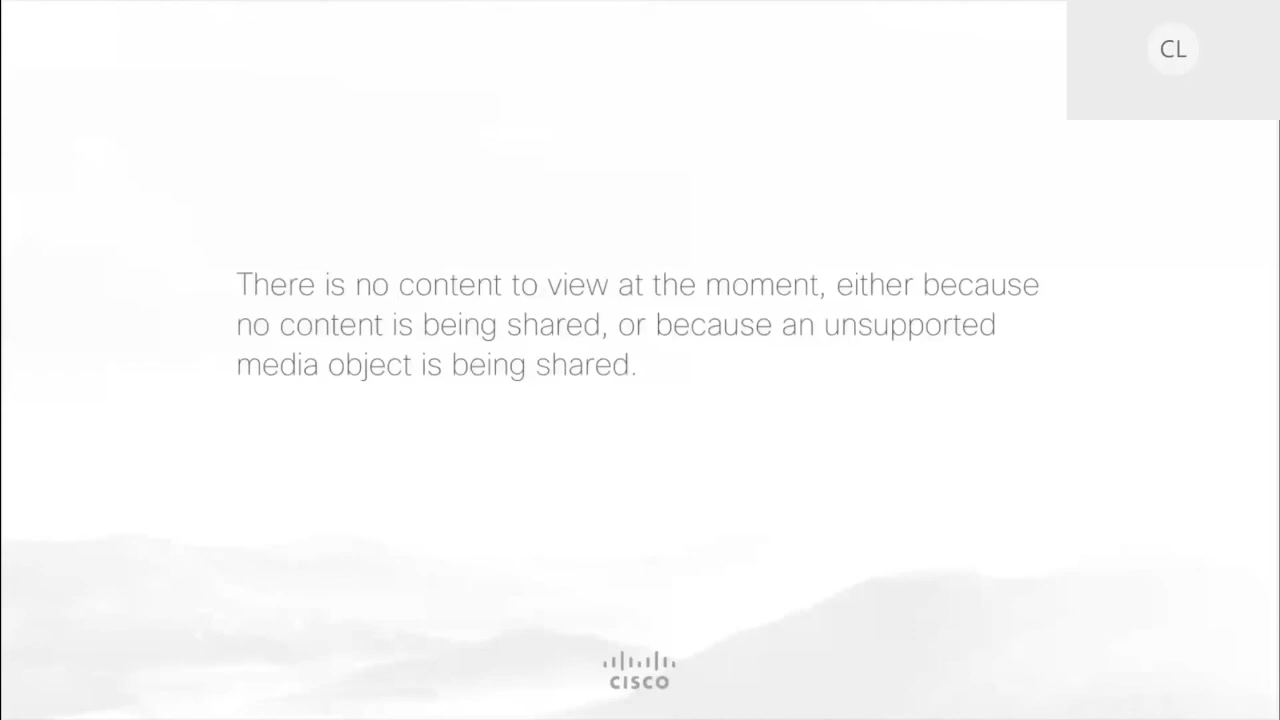 CL
There is no content to view at the moment, either because
no content is being shared, or because an unsupported
media object is being shared.
CISCO